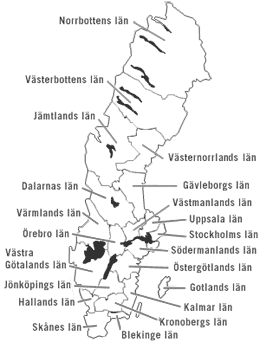 Norrbottens län
Västerbottens län
Jämtlands län
Västernorrlands län
Dalarnas län
Gävleborgs län
Värmlands län
Västmanlands län
Uppsala län
Örebro län
Stockholms län
Västra
Götalands län
Södermanlands län
Östergötlands län
Jönköpings län
Gotlands län
Hallands län
Kalmar län
Kronobergs län
Skånes län
Blekinge län